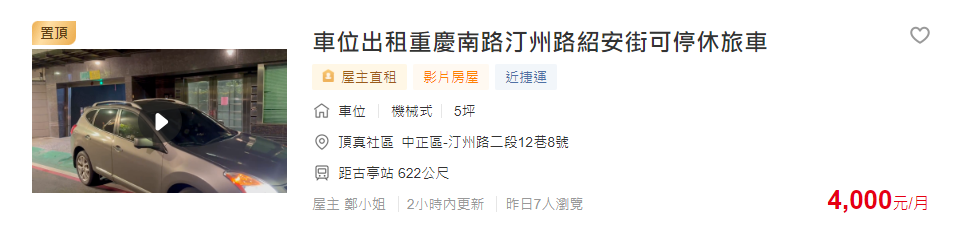 置頂
車位出租重慶南路汀州路紹安街可停休旅車
屋主直租 影片房屋 近捷運
車位 機械式 5坪
頂真社區 中正區-汀州路二段12巷8號
距古亭站 622公尺
屋主 鄭小姐 2小時內更新 昨日7人瀏覽
4,000元/月